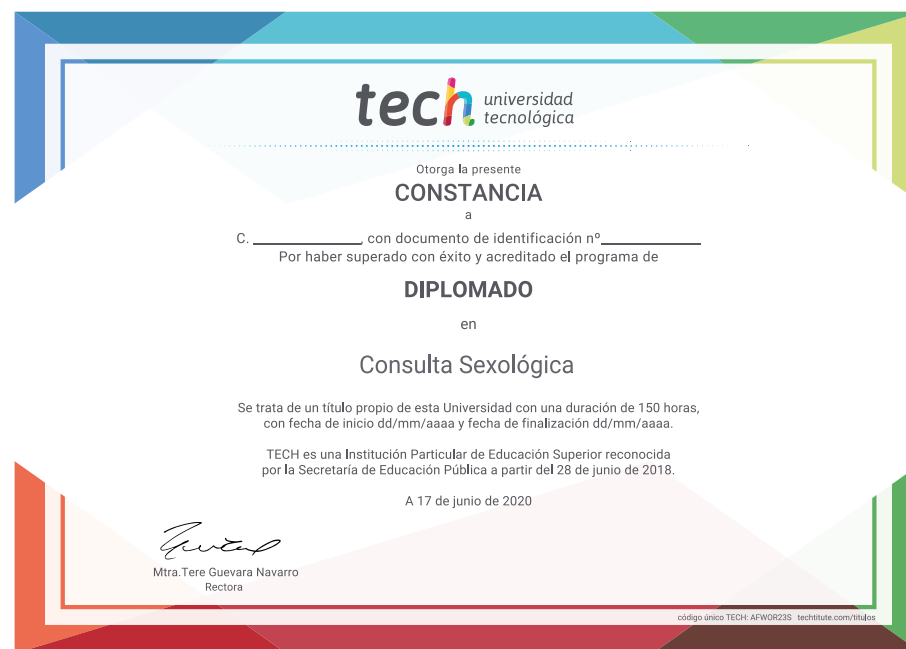 tech universidad
tecnológica
Otorga la presente
CONSTANCIA
a
C. ______________, con documento de identificación nº_____________
Por haber superado con éxito y acreditado el programa de
DIPLOMADO
en
Consulta Sexológica
Se trata de un título propio de esta Universidad con una duración de 150 horas,
con fecha de inicio dd/mm/aaaa y fecha de finalización dd/mm/aaaa.
TECH es una Institución Particular de Educación Superior reconocida
por la Secretaría de Educación Pública a partir del 28 de junio de 2018.
A 17 de junio de 2020
Mtra.Tere Guevara Navarro
Rectora
código único TECH: AFWOR23S techtitute.com/titulos